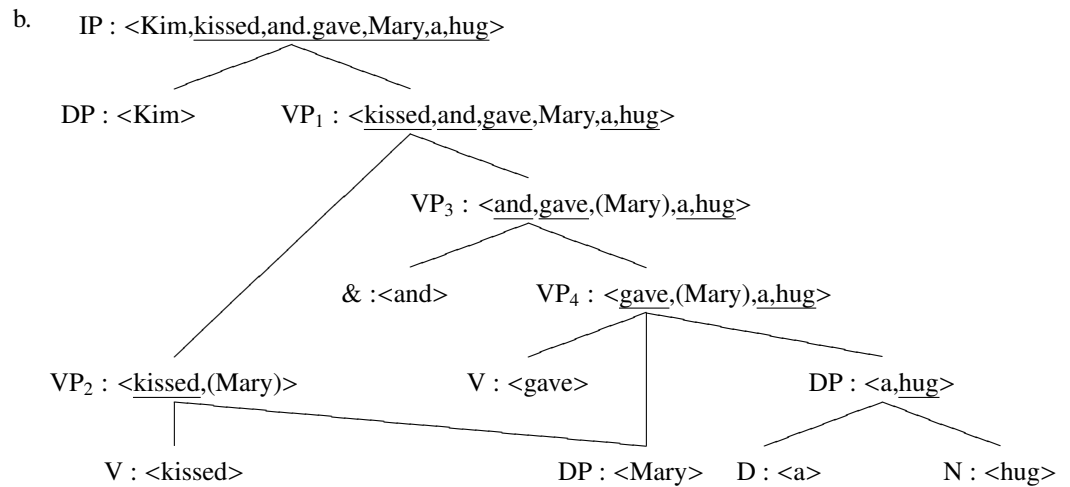 b. IP : <Kim,kissed,and.gave,Mary,a,hug>
DP : <Kim> VP₁ : <kissed,and,gave,Mary,a,hug>
VP₃ : <and,gave,(Mary),a,hug>
& :<and> VP₄ : <gave,(Mary),a,hug>
VP₂ : <kissed,(Mary)> V : <gave> DP : <a,hug>
V : <kissed> DP : <Mary> D : <a> N : <hug>